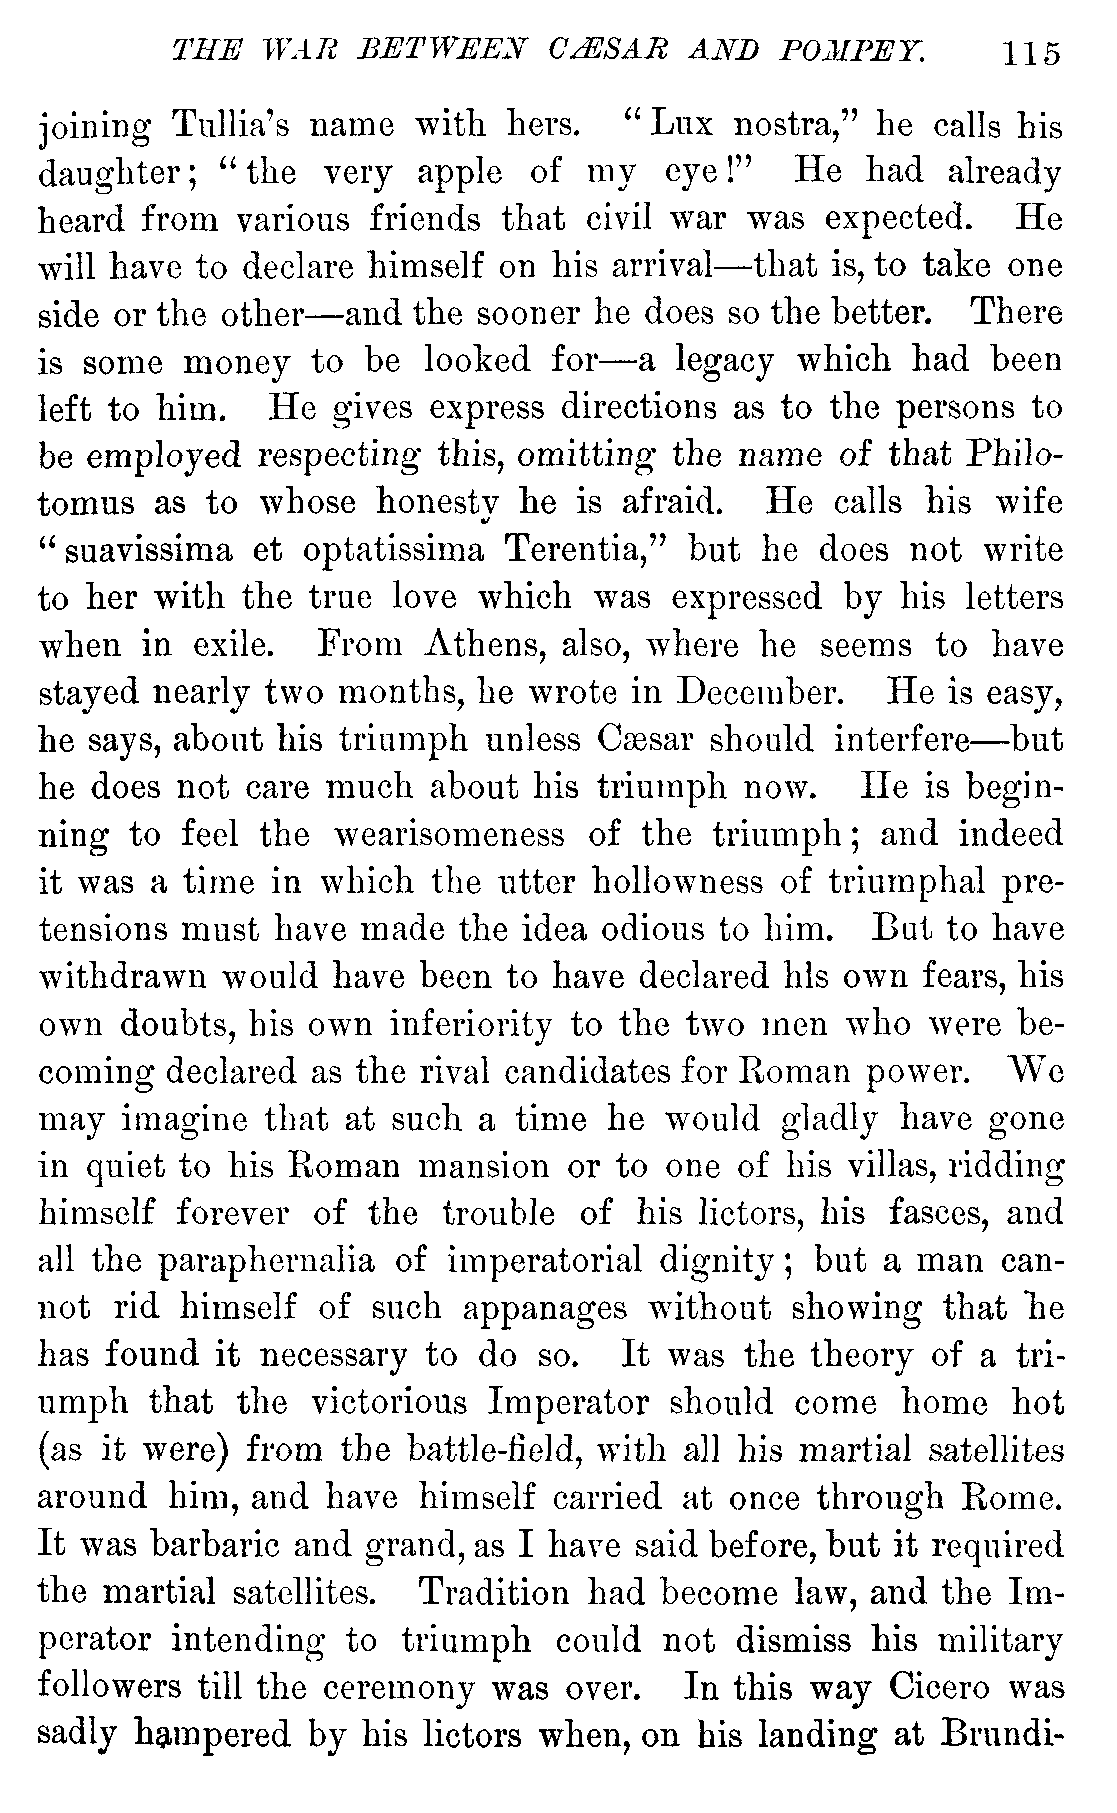 THE WAR BETWEEN CÆSAR AND POMPEY. 115
joining Tullia's name with hers. "Lux nostra," he calls his
daughter; "the very apple of my eye!" He had already
heard from various friends that civil war was expected. He
will have to declare himself on his arrival—that is, to take one
side or the other—and the sooner he does so the better. There
is some money to be looked for—a legacy which had been
left to him. He gives express directions as to the persons to
be employed respecting this, omitting the name of that Philo-
tomus as to whose honesty he is afraid. He calls his wife
"suavissima et optatissima Terentia," but he does not write
to her with the true love which was expressed by his letters
when in exile. From Athens, also, where he seems to have
stayed nearly two months, he wrote in December. He is easy,
he says, about his triumph unless Cæsar should interfere—but
he does not care much about his triumph now. He is begin-
ning to feel the wearisomeness of the triumph; and indeed
it was a time in which the utter hollowness of triumphal pre-
tensions must have made the idea odious to him. But to have
withdrawn would have been to have declared his own fears, his
own doubts, his own inferiority to the two men who were be-
coming declared as the rival candidates for Roman power. We
may imagine that at such a time he would gladly have gone
in quiet to his Roman mansion or to one of his villas, ridding
himself forever of the trouble of his lictors, his fasces, and
all the paraphernalia of imperatorial dignity; but a man can-
not rid himself of such appanages without showing that he
has found it necessary to do so. It was the theory of a tri-
umph that the victorious Imperator should come home hot
(as it were) from the battle-field, with all his martial satellites
around him, and have himself carried at once through Rome.
It was barbaric and grand, as I have said before, but it required
the martial satellites. Tradition had become law, and the Im-
perator intending to triumph could not dismiss his military
followers till the ceremony was over. In this way Cicero was
sadly hampered by his lictors when, on his landing at Brundi-